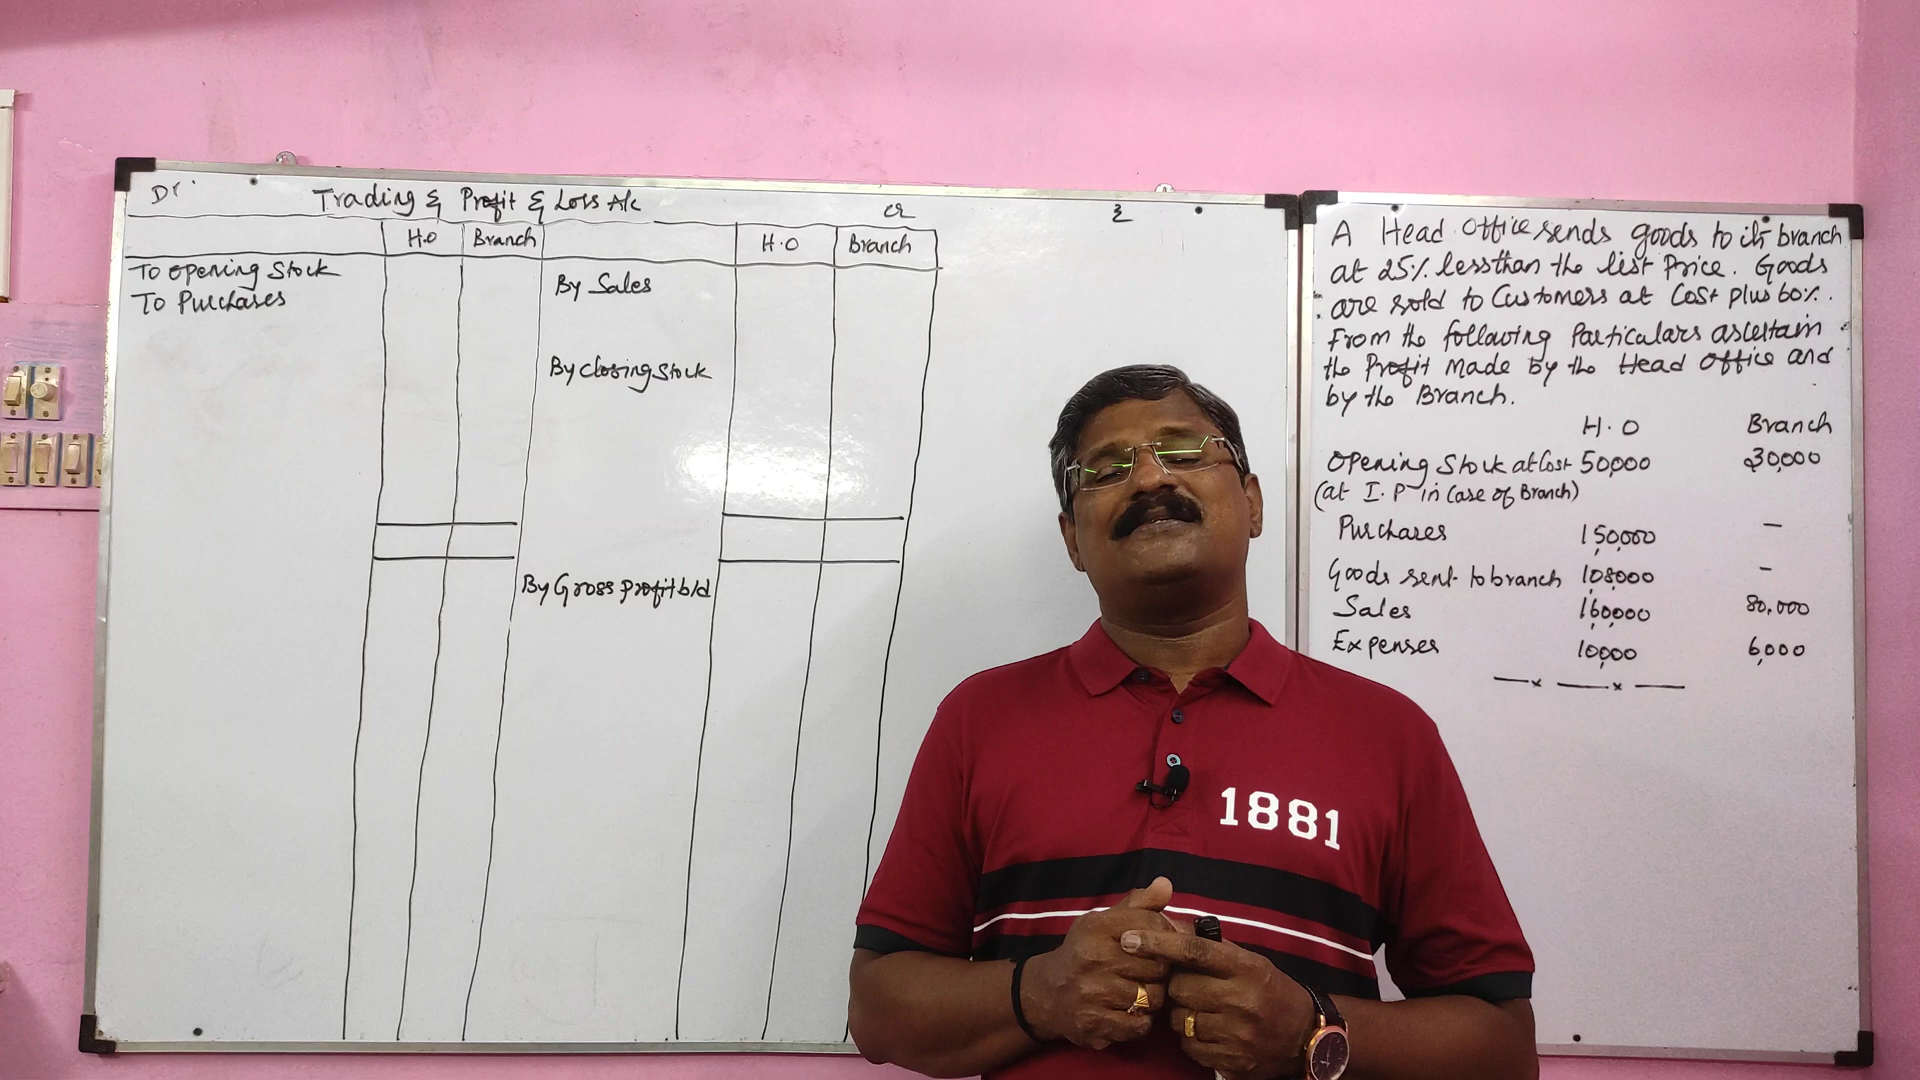 Dr.
Trading & Profit & Loss A/c
Cr
₹
H.O Branch H.O Branch
To Opening Stock
To Purchases
By Sales
By Closing Stock
By Gross Profit b/d
A Head Office sends goods to its branch
at 25% less than the list Price. Goods
are sold to Customers at Cost plus 60%.
From the following Particulars ascertain
the Profit Made by the Head Office and
by the Branch.
H.O Branch
Opening Stock at Cost 50,000 30,000
(at I.P in Case of Branch)
Purchases 1,50,000 —
Goods sent to branch 1,08,000 —
Sales 1,60,000 80,000
Expenses 10,000 6,000
—x —x —
1881